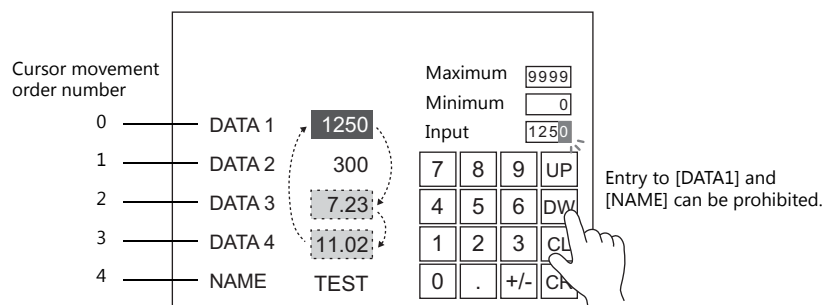 Cursor movement
order number
Maximum 9999
Minimum 0
Input 1250
0 DATA 1 1250
1 DATA 2 300
2 DATA 3 7.23
3 DATA 4 11.02
4 NAME TEST
7 8 9 UP
4 5 6 DW
1 2 3 CL
0 . +/- CR
Entry to [DATA1] and
[NAME] can be prohibited.